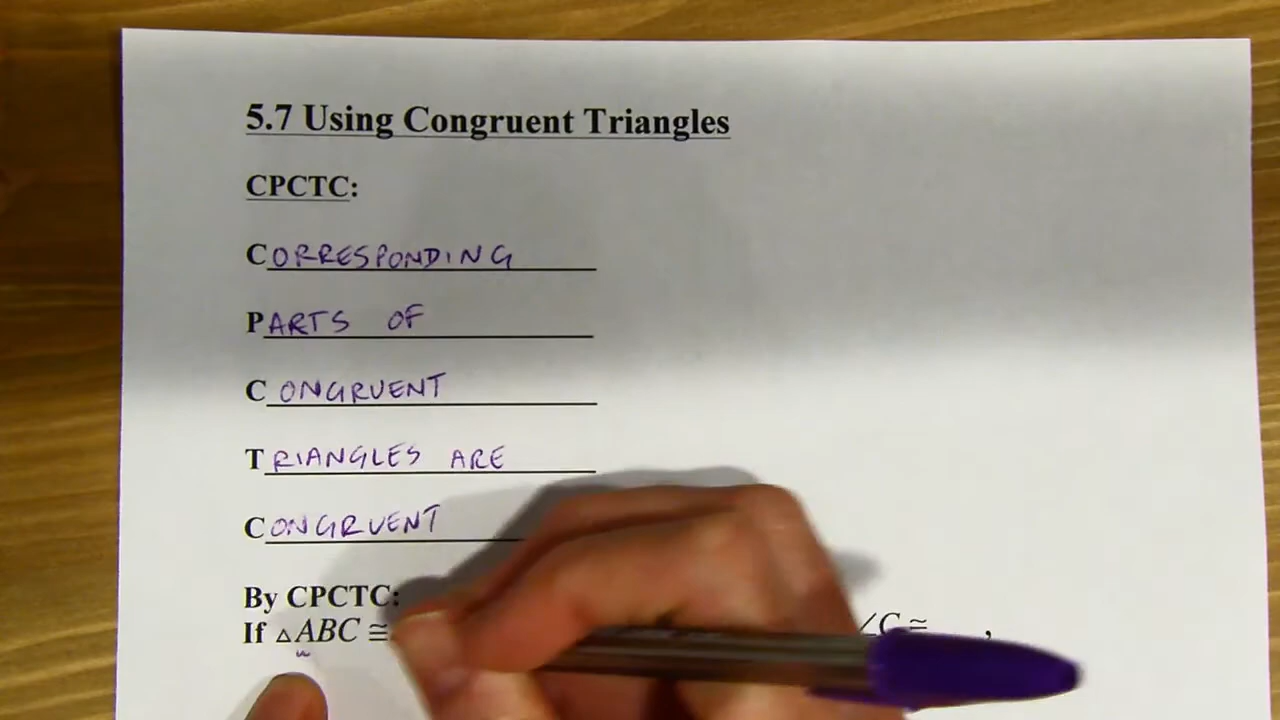 5.7 Using Congruent Triangles
CPCTC:
CORRESPONDING
PARTS OF
CONGRUENT
TRIANGLES ARE
CONGRUENT
By CPCTC:
If △ABC ≅ ∠C ≅ ,